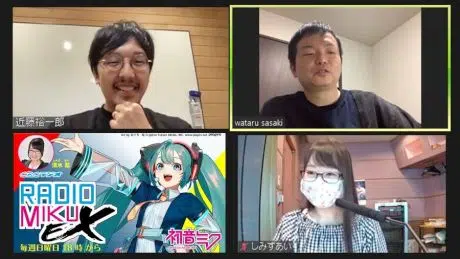 近藤裕一郎
wataru sasaki
RADIO
MIKU
EX
毎週日曜日 18時から
初音ミク
しみずあい